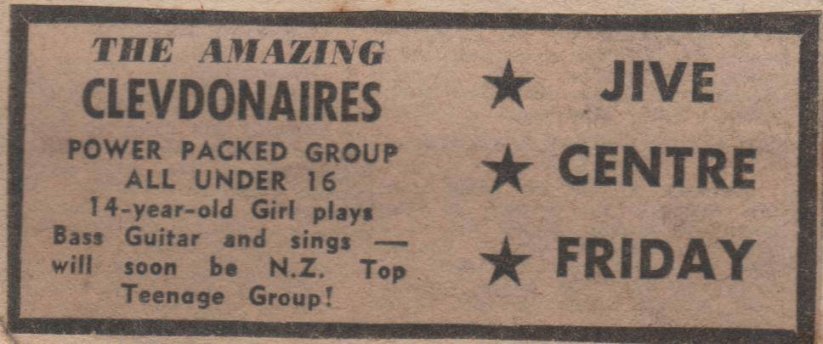 THE AMAZING
CLEVDONAIRES
POWER PACKED GROUP
ALL UNDER 16
14-year-old Girl plays
Bass Guitar and sings —
will soon be N.Z. Top
Teenage Group!
★ JIVE
★ CENTRE
★ FRIDAY